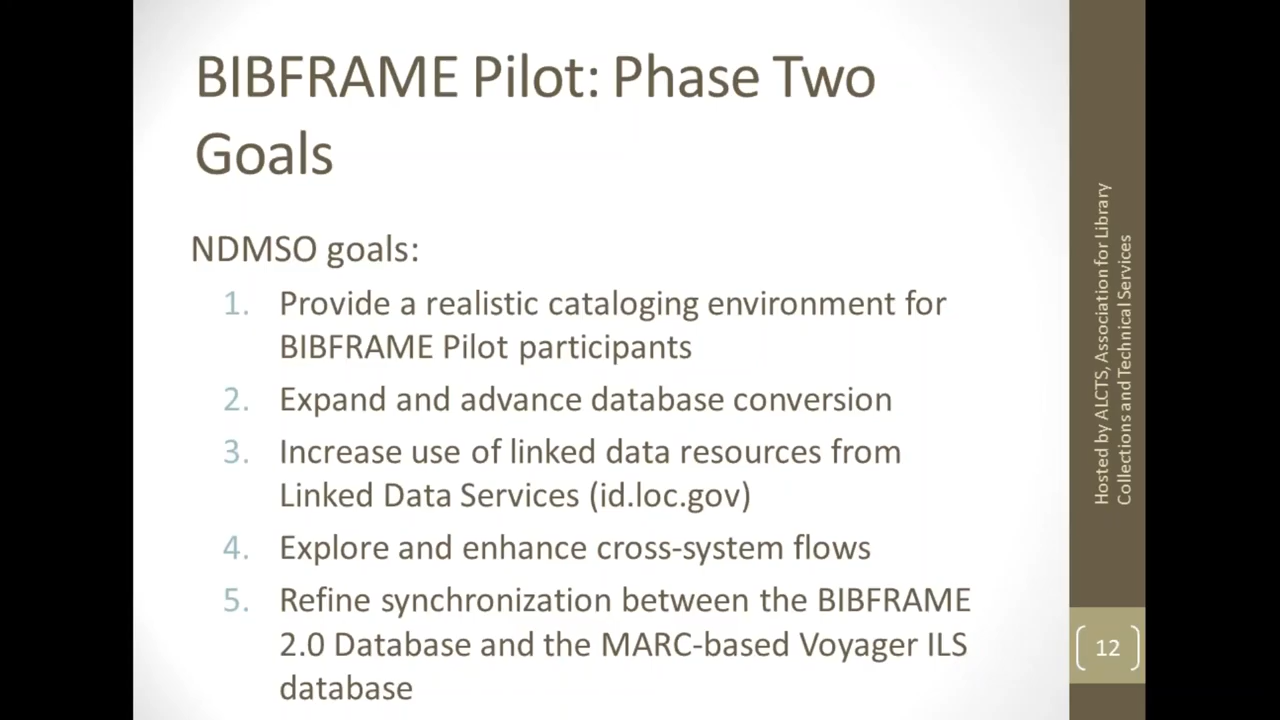 BIBFRAME Pilot: Phase Two
Goals
NDMSO goals:
1. Provide a realistic cataloging environment for
BIBFRAME Pilot participants
2. Expand and advance database conversion
3. Increase use of linked data resources from
Linked Data Services (id.loc.gov)
4. Explore and enhance cross-system flows
5. Refine synchronization between the BIBFRAME
2.0 Database and the MARC-based Voyager ILS
database
Hosted by ALCTS, Association for Library
Collections and Technical Services
12